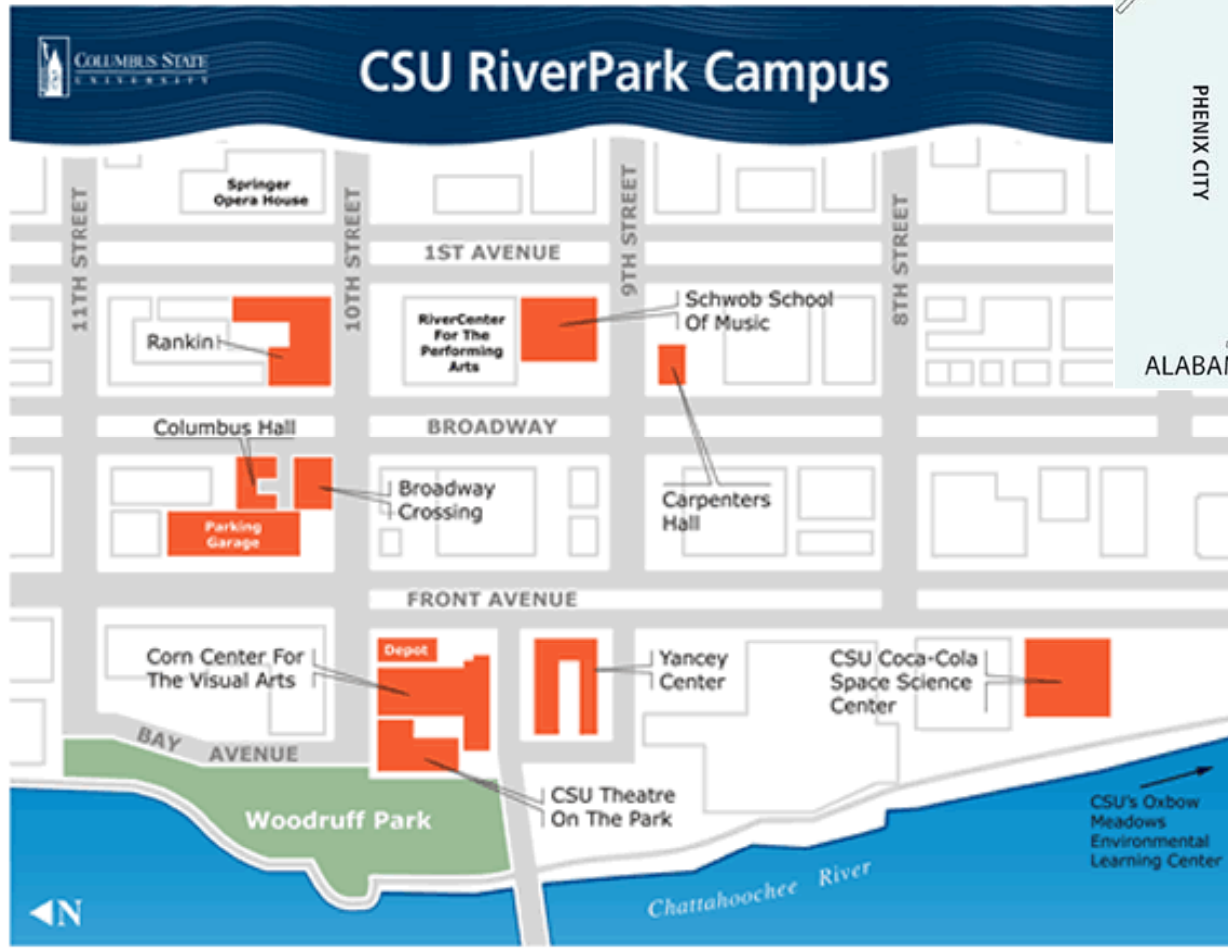 COLUMBUS STATE
UNIVERSITY
CSU RiverPark Campus
PHENIX CITY
Springer
Opera House
11TH STREET
10TH STREET
9TH STREET
8TH STREET
1ST AVENUE
Rankin
RiverCenter
For The
Performing
Arts
Schwob School
Of Music
Columbus Hall
BROADWAY
Broadway
Crossing
Parking
Garage
Carpenters
Hall
FRONT AVENUE
Depot
Corn Center For
The Visual Arts
Yancey
Center
CSU Coca-Cola
Space Science
Center
BAY AVENUE
Woodruff Park
CSU Theatre
On The Park
CSU's Oxbow
Meadows
Environmental
Learning Center
Chattahoochee River
N